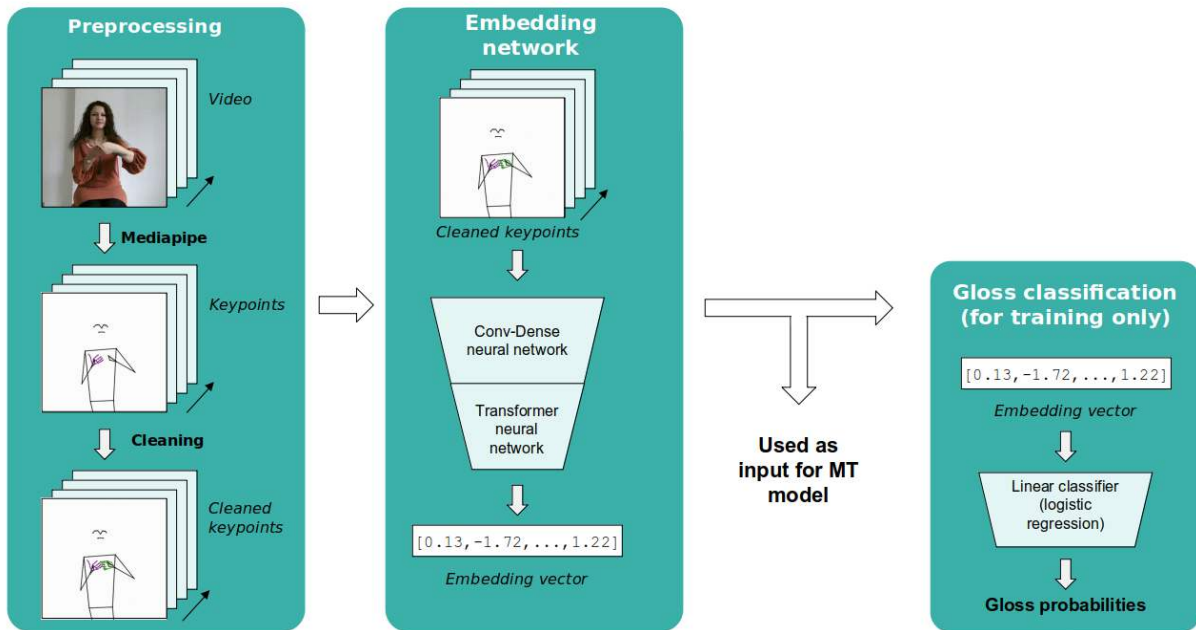 Preprocessing
Video
Mediapipe
Keypoints
Cleaning
Cleaned
keypoints
Embedding
network
Cleaned keypoints
Conv-Dense
neural network
Transformer
neural
network
[0.13,-1.72,...,1.22]
Embedding vector
Used as
input for MT
model
Gloss classification
(for training only)
[0.13,-1.72,...,1.22]
Embedding vector
Linear classifier
(logistic
regression)
Gloss probabilities